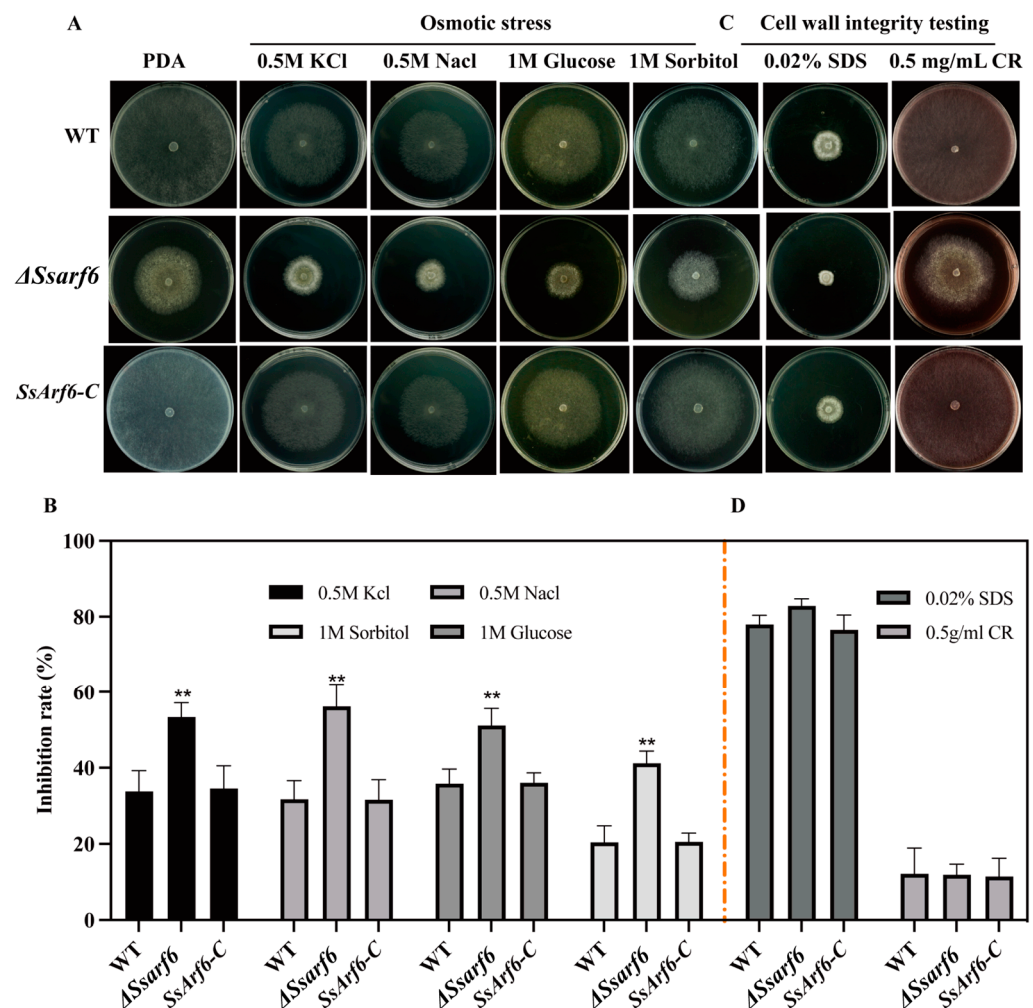 A Osmotic stress C Cell wall integrity testing
PDA 0.5M KCl 0.5M Nacl 1M Glucose 1M Sorbitol 0.02% SDS 0.5 mg/mL CR
WT
ΔSsarf6
SsArf6-C
B D
100
80
60
40
20
0
Inhibition rate (%)
0.5M Kcl 0.5M Nacl
1M Sorbitol 1M Glucose
0.02% SDS
0.5g/ml CR
** ** ** **
WT ΔSsarf6 SsArf6-C WT ΔSsarf6 SsArf6-C WT ΔSsarf6 SsArf6-C WT ΔSsarf6 SsArf6-C WT ΔSsarf6 SsArf6-C WT ΔSsarf6 SsArf6-C